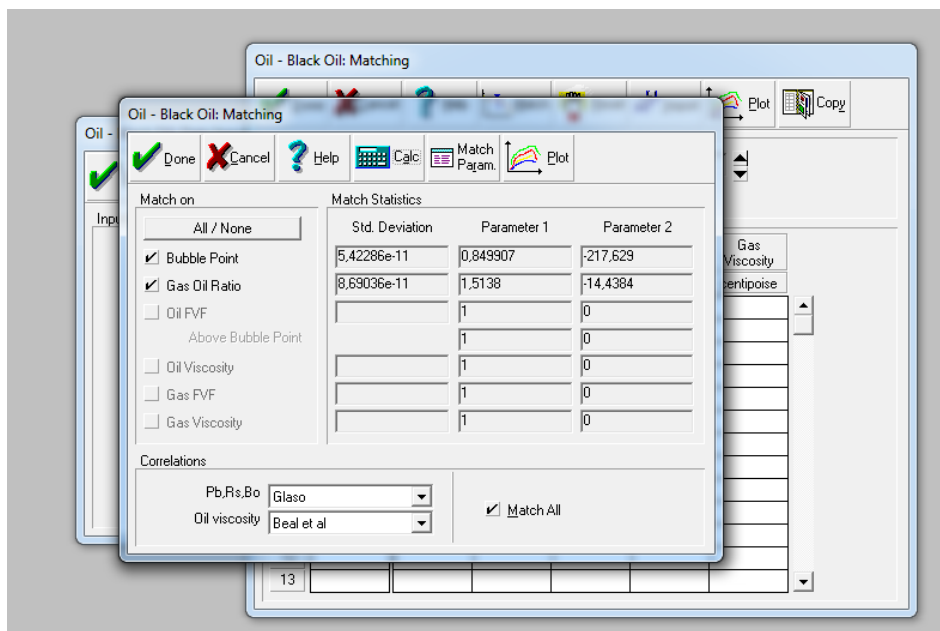 Oil - Black Oil: Matching
Plot
Copy
Oil -
Inpu
Gas
Viscosity
centipoise
13
Oil - Black Oil: Matching
Done
Cancel
Help
Calc
Match
Param.
Plot
Match on
All / None
Bubble Point
Gas Oil Ratio
Oil FVF
Above Bubble Point
Oil Viscosity
Gas FVF
Gas Viscosity
Match Statistics
Std. Deviation Parameter 1 Parameter 2
5,42286e-11 0,849907 -217,629
8,69036e-11 1,5138 -14,4384
1 0
1 0
1 0
1 0
1 0
Correlations
Pb,Rs,Bo Glaso
Oil viscosity Beal et al
Match All